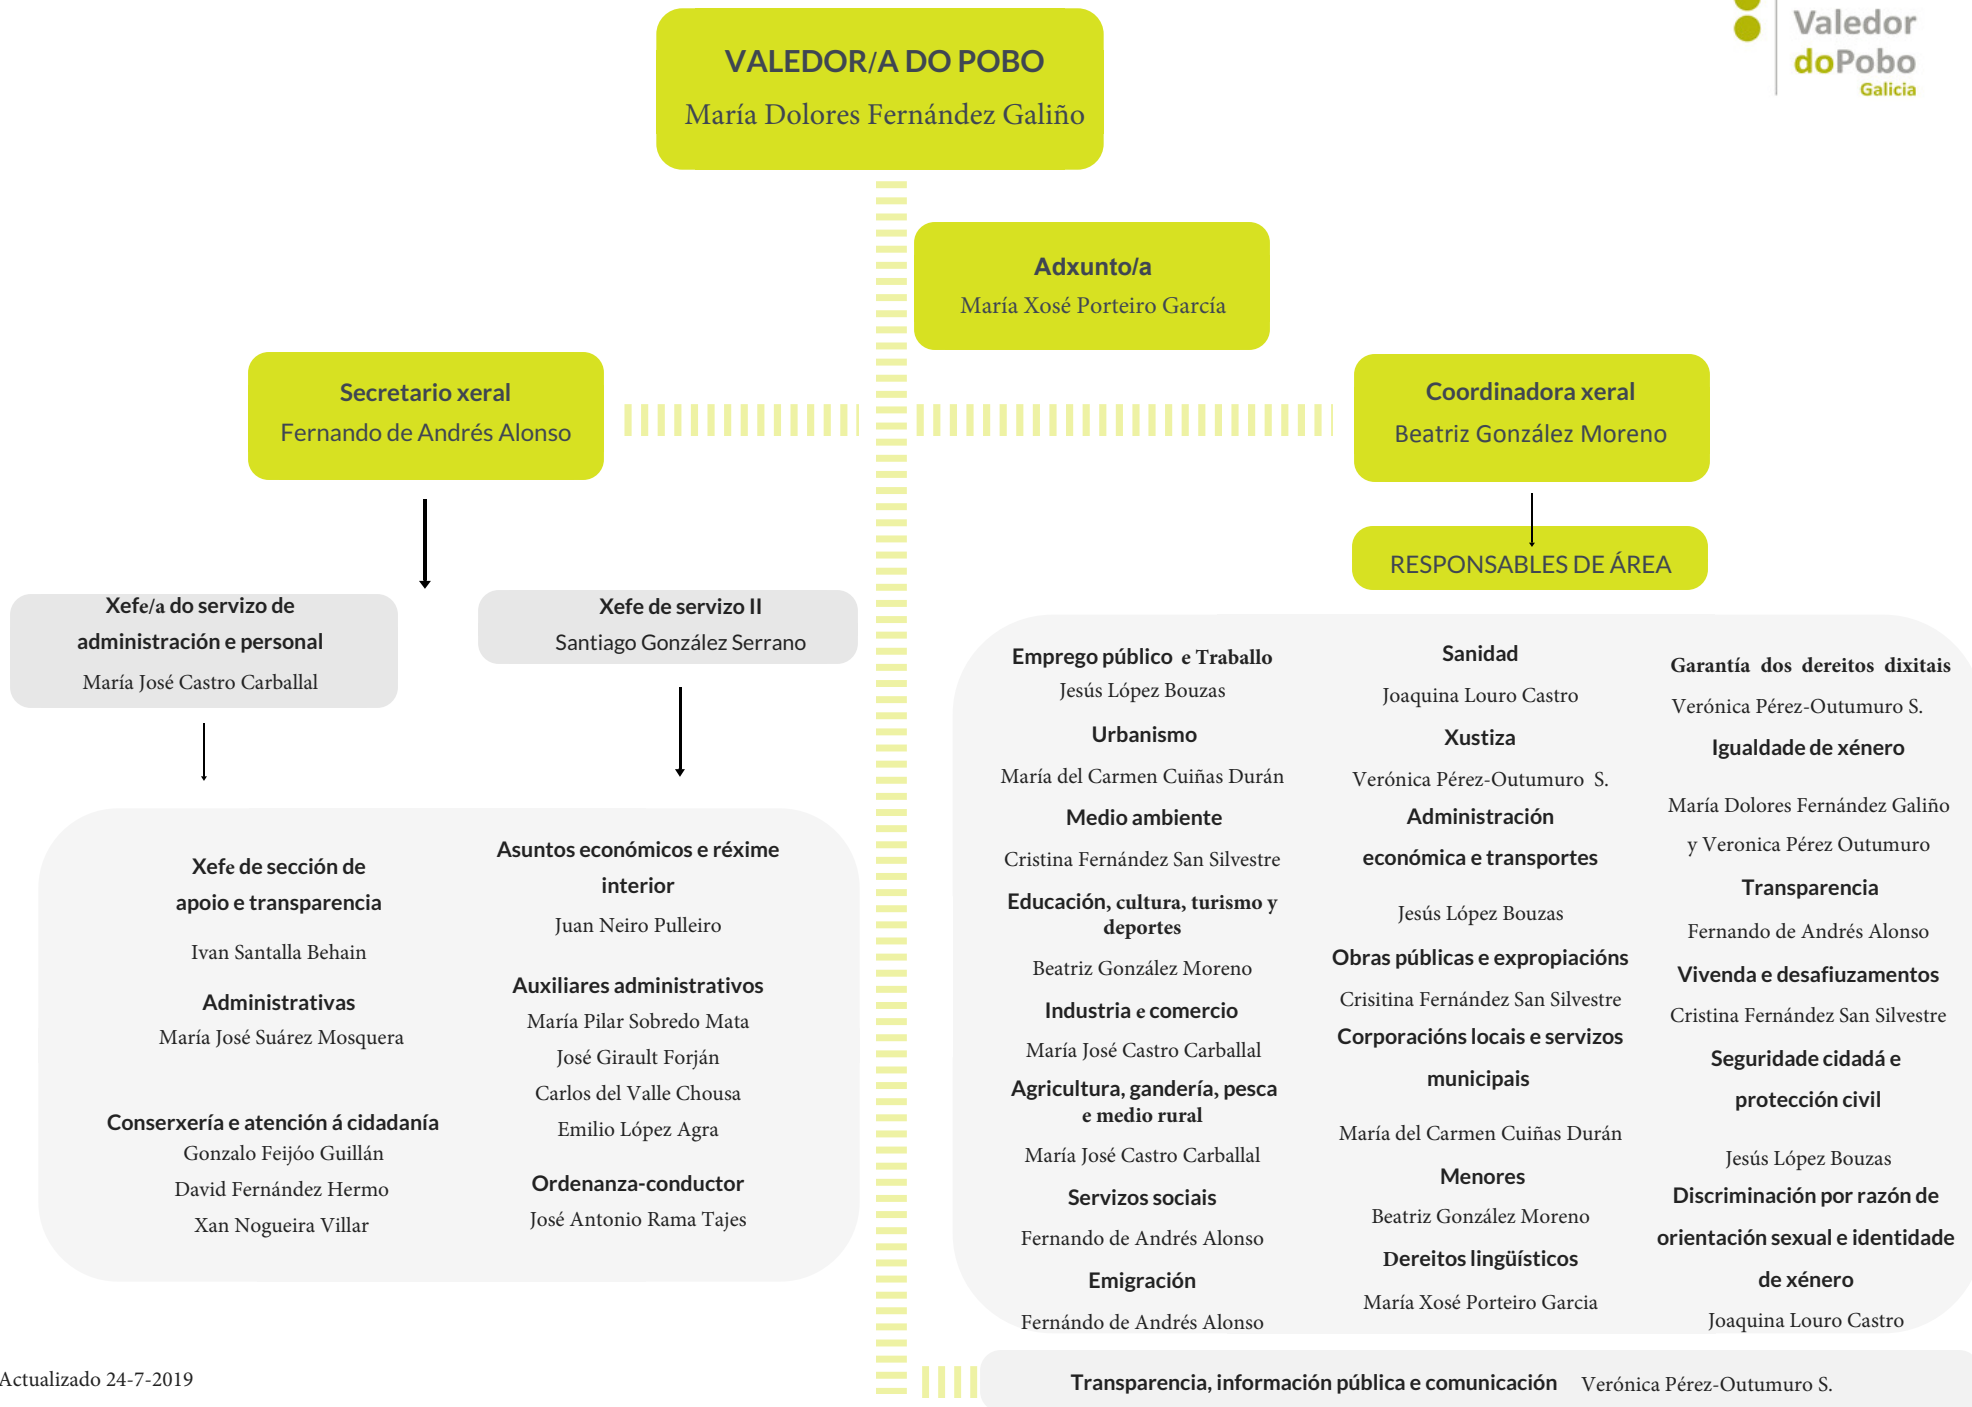 VALEDOR/A DO POBO
María Dolores Fernández Galiño
Valedor
doPobo
Galicia
Adxunto/a
María Xosé Porteiro García
Secretario xeral
Fernando de Andrés Alonso
Coordinadora xeral
Beatriz González Moreno
RESPONSABLES DE ÁREA
Xefe/a do servizo de
administración e personal
María José Castro Carballal
Xefe de servizo II
Santiago González Serrano
Xefe de sección de
apoio e transparencia
Ivan Santalla Behain
Administrativas
María José Suárez Mosquera
Conserxería e atención á cidadanía
Gonzalo Feijóo Guillán
David Fernández Hermo
Xan Nogueira Villar
Asuntos económicos e réxime
interior
Juan Neiro Pulleiro
Auxiliares administrativos
María Pilar Sobredo Mata
José Girault Forján
Carlos del Valle Chousa
Emilio López Agra
Ordenanza-conductor
José Antonio Rama Tajes
Emprego público e Traballo
Jesús López Bouzas
Urbanismo
María del Carmen Cuiñas Durán
Medio ambiente
Cristina Fernández San Silvestre
Educación, cultura, turismo y
deportes
Beatriz González Moreno
Industria e comercio
María José Castro Carballal
Agricultura, gandería, pesca
e medio rural
María José Castro Carballal
Servizos sociais
Fernando de Andrés Alonso
Emigración
Fernándo de Andrés Alonso
Sanidad
Joaquina Louro Castro
Xustiza
Verónica Pérez-Outumuro S.
Administración
económica e transportes
Jesús López Bouzas
Obras públicas e expropiacións
Crisitina Fernández San Silvestre
Corporacións locais e servizos
municipais
María del Carmen Cuiñas Durán
Menores
Beatriz González Moreno
Dereitos lingüísticos
María Xosé Porteiro Garcia
Garantía dos dereitos dixitais
Verónica Pérez-Outumuro S.
Igualdade de xénero
María Dolores Fernández Galiño
y Veronica Pérez Outumuro
Transparencia
Fernando de Andrés Alonso
Vivenda e desafiuzamentos
Cristina Fernández San Silvestre
Seguridade cidadá e
protección civil
Jesús López Bouzas
Discriminación por razón de
orientación sexual e identidade
de xénero
Joaquina Louro Castro
Transparencia, información pública e comunicación Verónica Pérez-Outumuro S.
Actualizado 24-7-2019